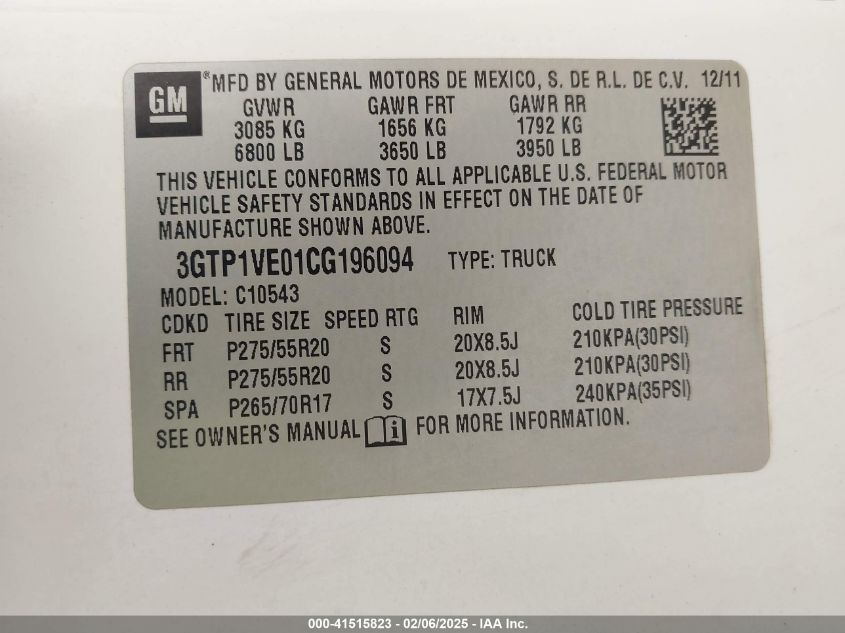 GM ® MFD BY GENERAL MOTORS DE MEXICO, S. DE R.L. DE C.V. 12/11
GVWR GAWR FRT GAWR RR
3085 KG 1656 KG 1792 KG
6800 LB 3650 LB 3950 LB
THIS VEHICLE CONFORMS TO ALL APPLICABLE U.S. FEDERAL MOTOR
VEHICLE SAFETY STANDARDS IN EFFECT ON THE DATE OF
MANUFACTURE SHOWN ABOVE.
3GTP1VE01CG196094 TYPE: TRUCK
MODEL: C10543
CDKD TIRE SIZE SPEED RTG RIM COLD TIRE PRESSURE
FRT P275/55R20 S 20X8.5J 210KPA(30PSI)
RR P275/55R20 S 20X8.5J 210KPA(30PSI)
SPA P265/70R17 S 17X7.5J 240KPA(35PSI)
SEE OWNER'S MANUAL i FOR MORE INFORMATION.
000-41515823 - 02/06/2025 - IAA Inc.